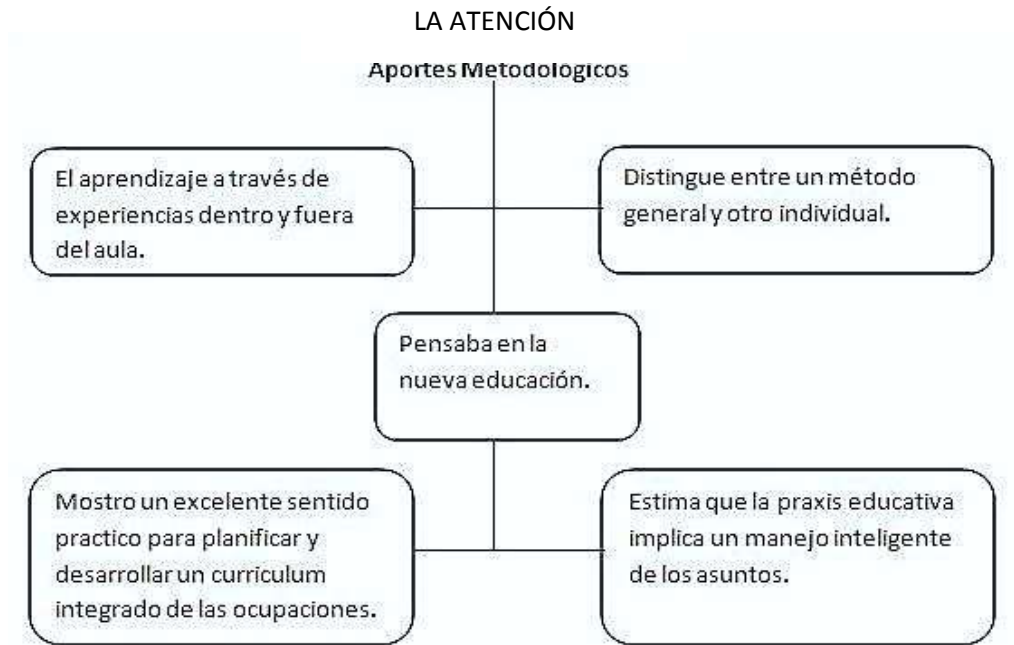 LA ATENCIÓN
Aportes Metodológicos
El aprendizaje a través de
experiencias dentro y fuera
del aula.
Distingue entre un método
general y otro individual.
Pensaba en la
nueva educación.
Mostro un excelente sentido
practico para planificar y
desarrollar un curriculum
integrado de las ocupaciones.
Estima que la praxis educativa
implica un manejo inteligente
de los asuntos.